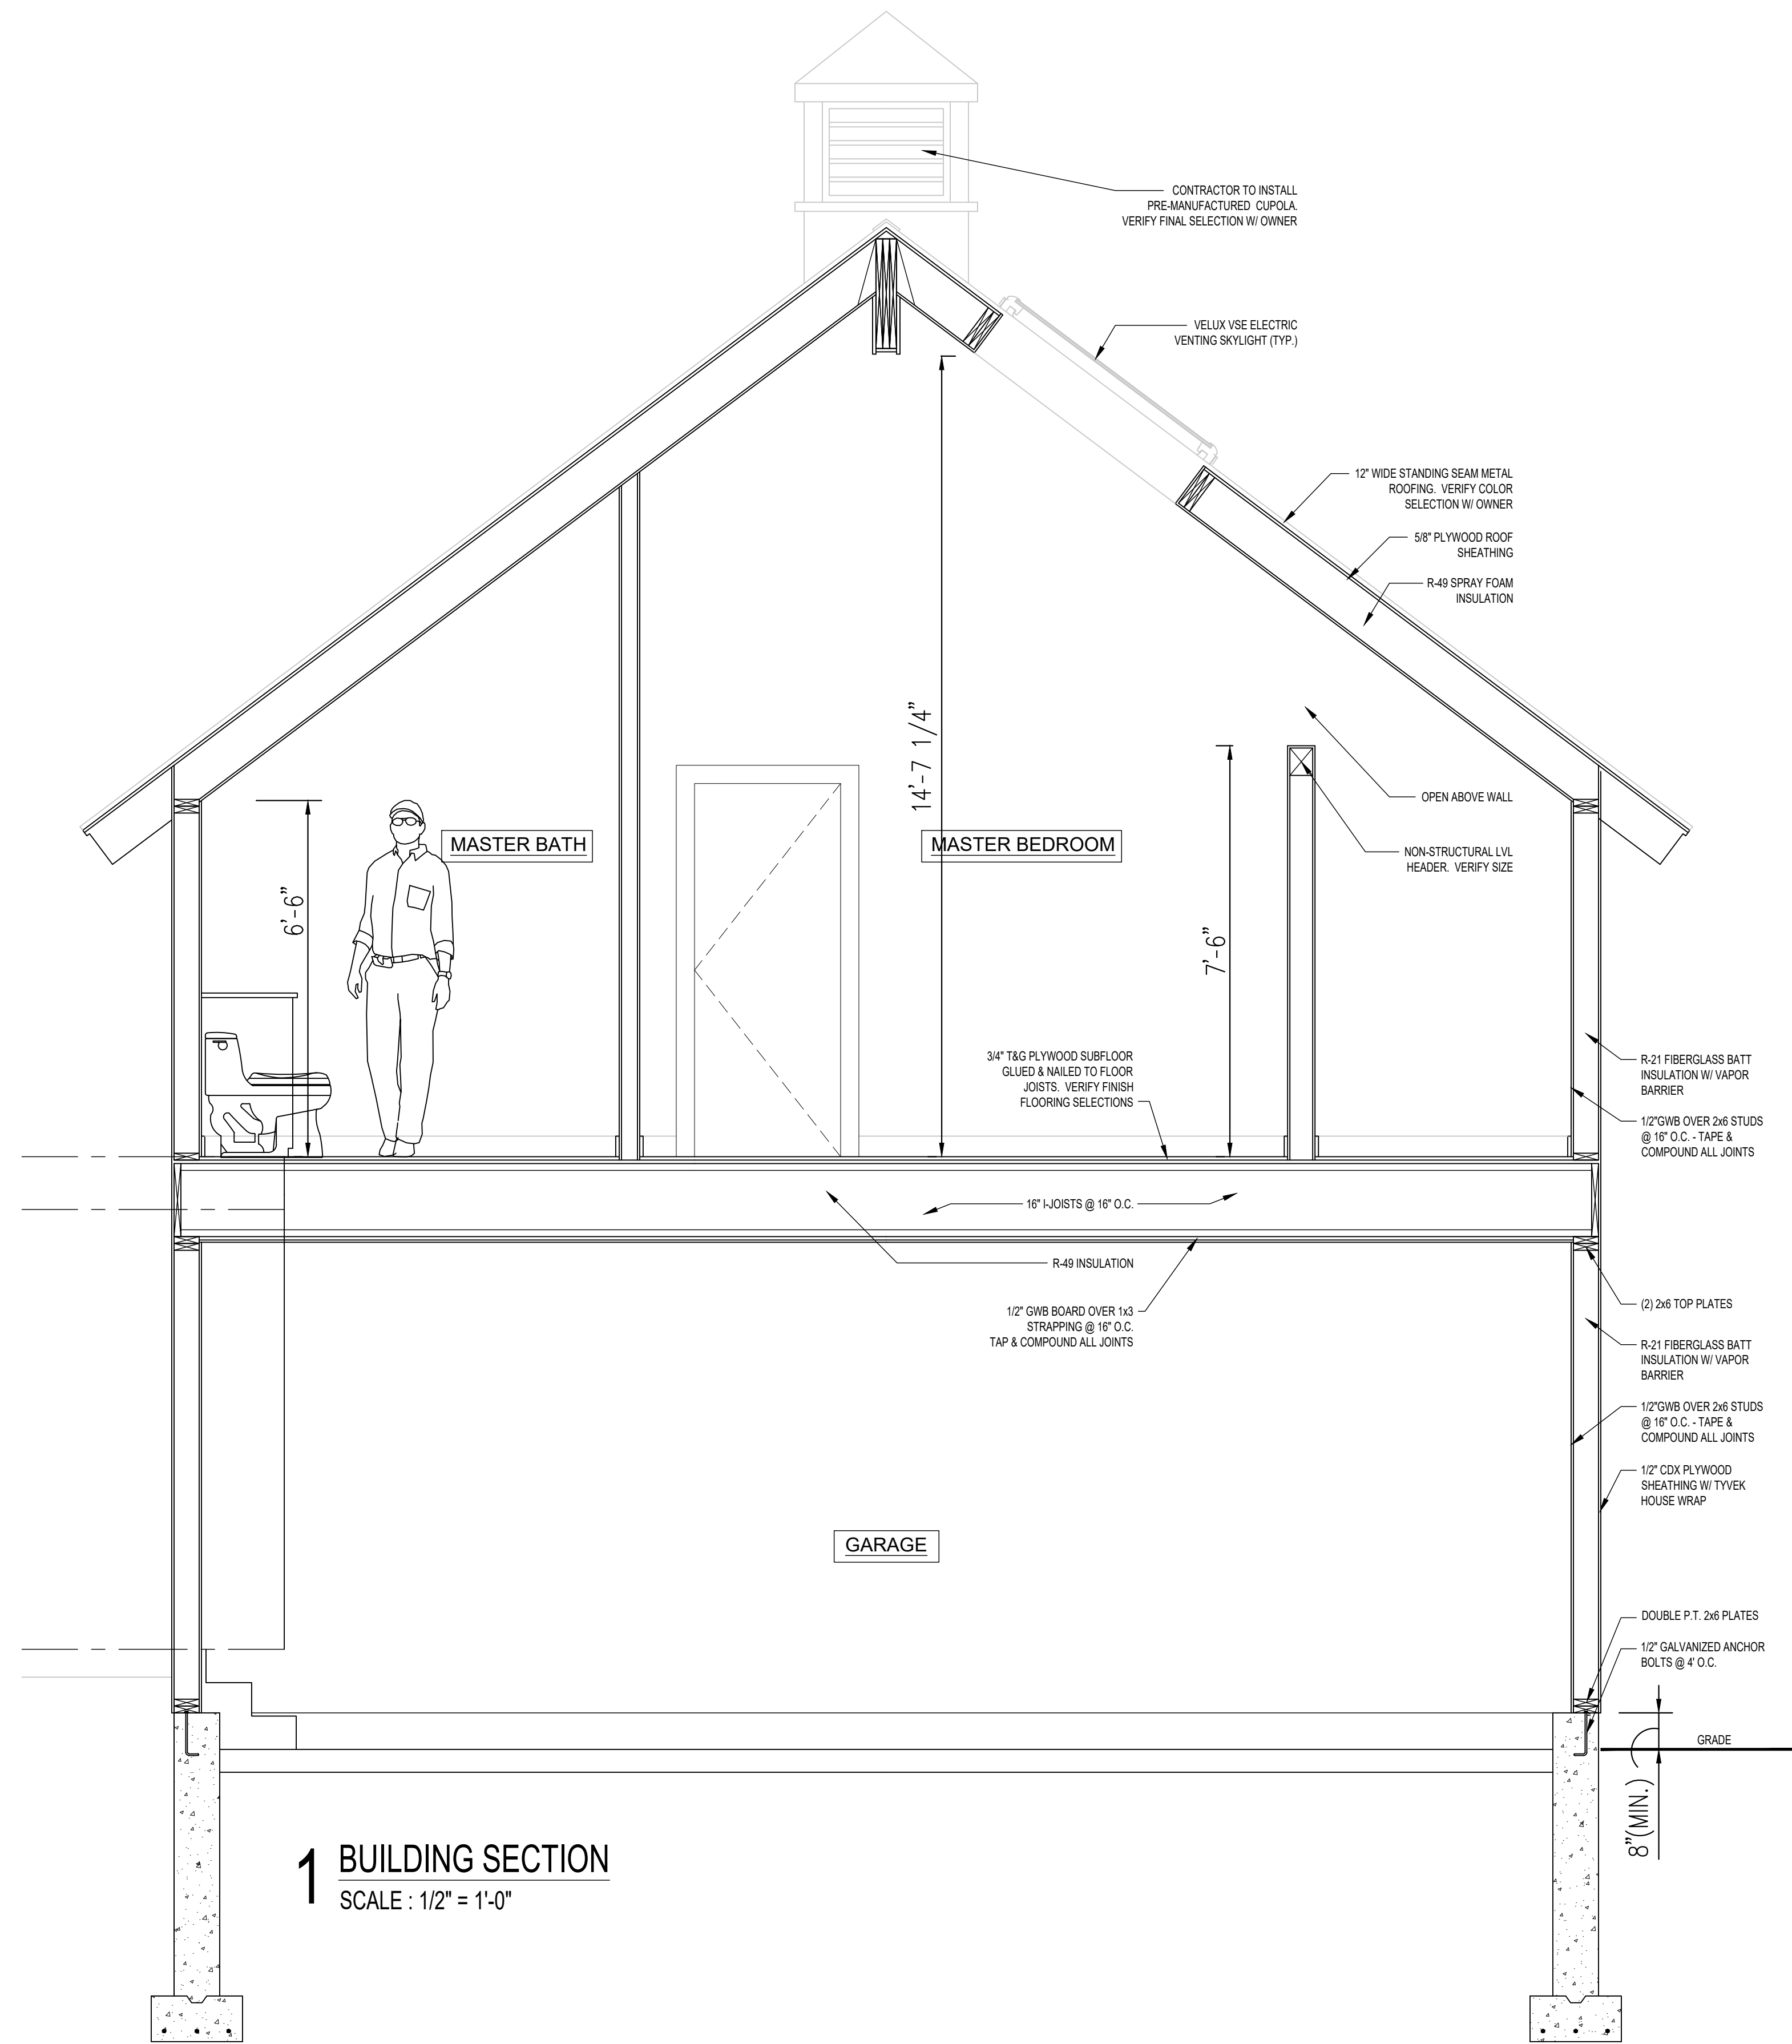 CONTRACTOR TO INSTALL
PRE-MANUFACTURED CUPOLA.
VERIFY FINAL SELECTION W/ OWNER
VELUX VSE ELECTRIC
VENTING SKYLIGHT (TYP.)
12" WIDE STANDING SEAM METAL
ROOFING. VERIFY COLOR
SELECTION W/ OWNER
5/8" PLYWOOD ROOF
SHEATHING
R-49 SPRAY FOAM
INSULATION
14'-7 1/4"
OPEN ABOVE WALL
MASTER BATH
MASTER BEDROOM
NON-STRUCTURAL LVL
HEADER. VERIFY SIZE
6'-6"
7'-6"
3/4" T&G PLYWOOD SUBFLOOR
GLUED & NAILED TO FLOOR
JOISTS. VERIFY FINISH
FLOORING SELECTIONS
R-21 FIBERGLASS BATT
INSULATION W/ VAPOR
BARRIER
1/2"GWB OVER 2x6 STUDS
@ 16" O.C. - TAPE &
COMPOUND ALL JOINTS
16" I-JOISTS @ 16" O.C.
R-49 INSULATION
1/2" GWB BOARD OVER 1x3
STRAPPING @ 16" O.C.
TAP & COMPOUND ALL JOINTS
(2) 2x6 TOP PLATES
R-21 FIBERGLASS BATT
INSULATION W/ VAPOR
BARRIER
1/2"GWB OVER 2x6 STUDS
@ 16" O.C. - TAPE &
COMPOUND ALL JOINTS
1/2" CDX PLYWOOD
SHEATHING W/ TYVEK
HOUSE WRAP
GARAGE
DOUBLE P.T. 2x6 PLATES
1/2" GALVANIZED ANCHOR
BOLTS @ 4' O.C.
GRADE
8"(MIN.)
1 BUILDING SECTION
SCALE : 1/2" = 1'-0"